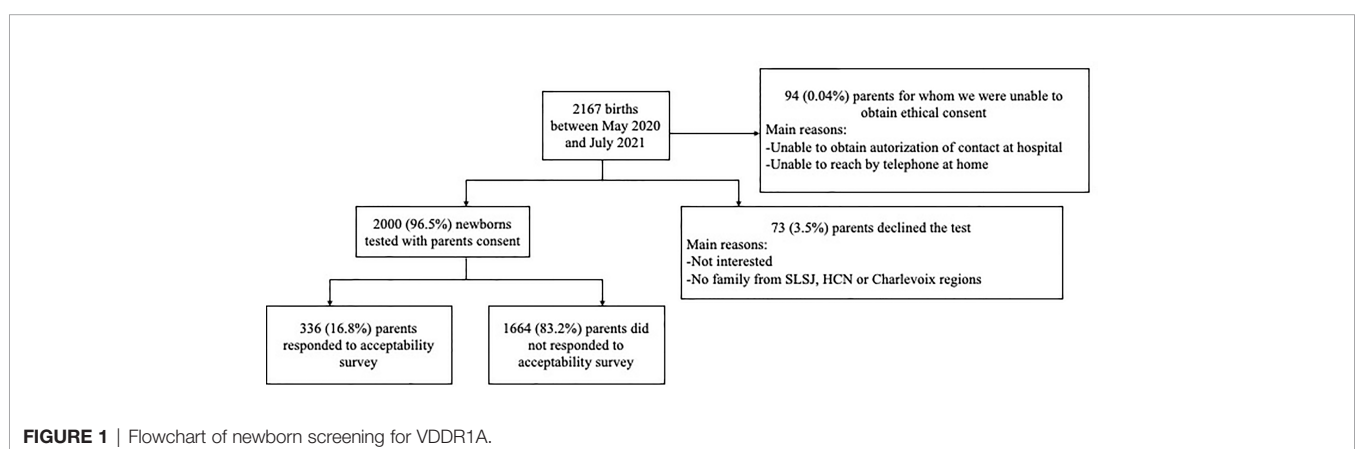 2167 births
between May 2020
and July 2021
94 (0.04%) parents for whom we were unable to
obtain ethical consent
Main reasons:
-Unable to obtain autorization of contact at hospital
-Unable to reach by telephone at home
2000 (96.5%) newborns
tested with parents consent
73 (3.5%) parents declined the test
Main reasons:
-Not interested
-No family from SLSJ, HCN or Charlevoix regions
336 (16.8%) parents
responded to acceptability
survey
1664 (83.2%) parents did
not responded to
acceptability survey
FIGURE 1 | Flowchart of newborn screening for VDDR1A.